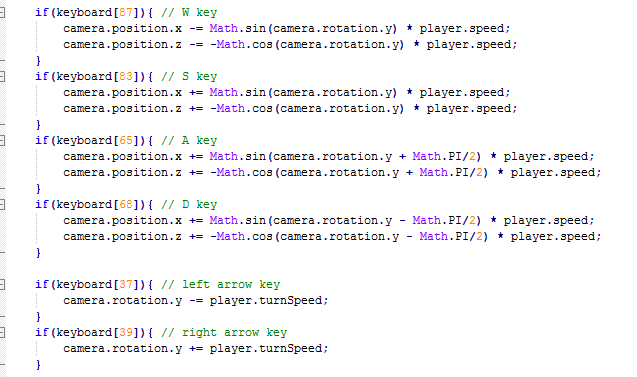 if(keyboard[87]){ // W key
camera.position.x -= Math.sin(camera.rotation.y) * player.speed;
camera.position.z -= -Math.cos(camera.rotation.y) * player.speed;
}
if(keyboard[83]){ // S key
camera.position.x += Math.sin(camera.rotation.y) * player.speed;
camera.position.z += -Math.cos(camera.rotation.y) * player.speed;
}
if(keyboard[65]){ // A key
camera.position.x += Math.sin(camera.rotation.y + Math.PI/2) * player.speed;
camera.position.z += -Math.cos(camera.rotation.y + Math.PI/2) * player.speed;
}
if(keyboard[68]){ // D key
camera.position.x += Math.sin(camera.rotation.y - Math.PI/2) * player.speed;
camera.position.z += -Math.cos(camera.rotation.y - Math.PI/2) * player.speed;
}
if(keyboard[37]){ // left arrow key
camera.rotation.y -= player.turnSpeed;
}
if(keyboard[39]){ // right arrow key
camera.rotation.y += player.turnSpeed;
}